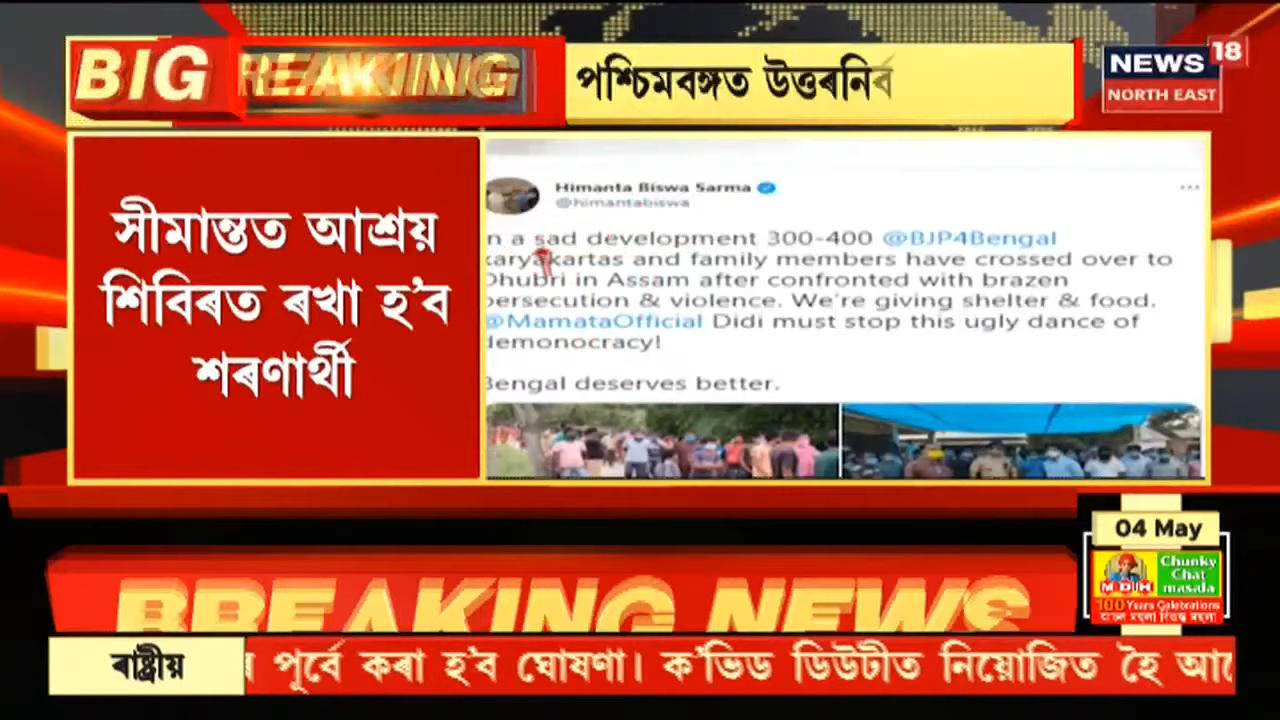 BIG BREAKING
পশ্চিমবঙ্গত উত্তৰনিৰ্ব
NEWS 18
NORTH EAST
সীমান্তত আশ্ৰয়
শিবিৰত ৰখা হ'ব
শৰণাৰ্থী
Himanta Biswa Sarma
@himantabiswa
n a sad development 300-400 @BJP4Bengal
karyakartas and family members have crossed over to
Dhubri in Assam after confronted with brazen
persecution & violence. We're giving shelter & food.
@MamataOfficial Didi must stop this ugly dance of
demonocracy!
Bengal deserves better.
04 May
MDH
Chunky
Chat
masala
100 Years Celebrations
BREAKING NEWS
ৰাষ্ট্ৰীয়
পূৰ্বে কৰা হ'ব ঘোষণা। ক'ভিড ডিউটীত নিয়োজিত হৈ